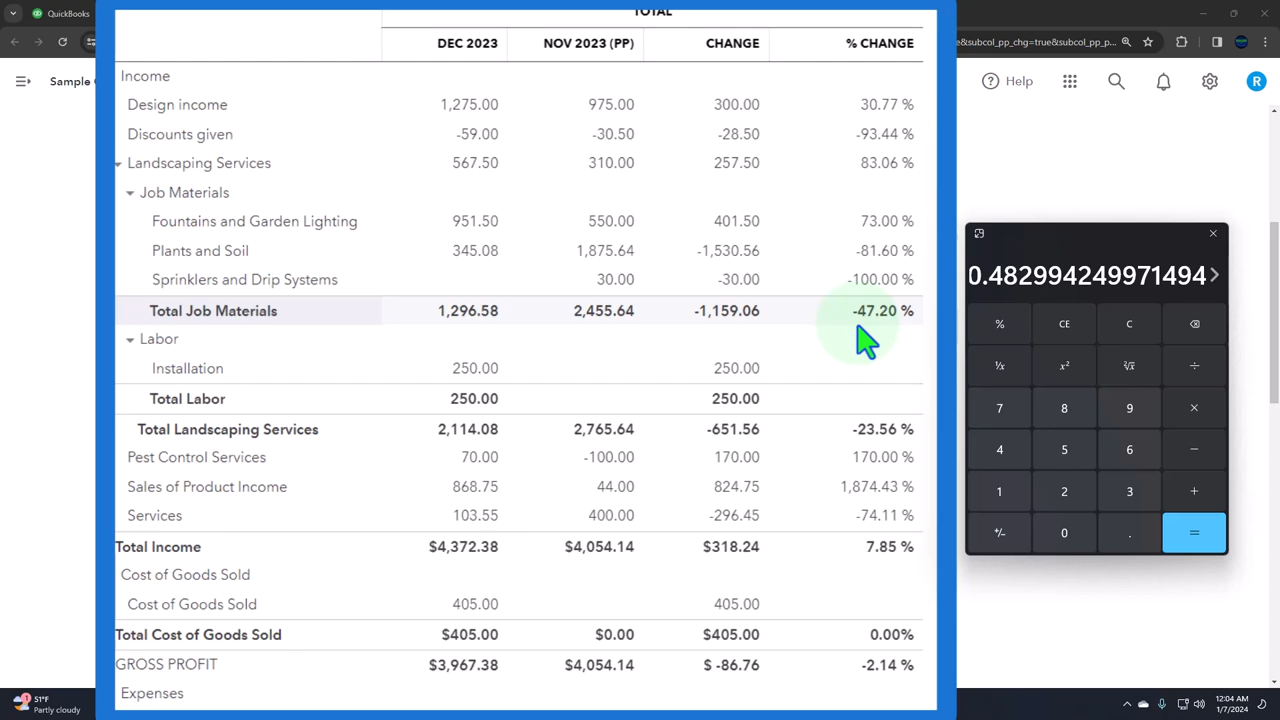 QuickBooks
e&subcol_pp_chg=true&subcol_pp_p...
Sample
Help
R
TOTAL
DEC 2023 NOV 2023 (PP) CHANGE % CHANGE
Income
Design income 1,275.00 975.00 300.00 30.77 %
Discounts given -59.00 -30.50 -28.50 -93.44 %
Landscaping Services 567.50 310.00 257.50 83.06 %
Job Materials
Fountains and Garden Lighting 951.50 550.00 401.50 73.00 %
Plants and Soil 345.08 1,875.64 -1,530.56 -81.60 %
Sprinklers and Drip Systems 30.00 -30.00 -100.00 %
Total Job Materials 1,296.58 2,455.64 -1,159.06 -47.20 %
Labor
Installation 250.00 250.00
Total Labor 250.00 250.00
Total Landscaping Services 2,114.08 2,765.64 -651.56 -23.56 %
Pest Control Services 70.00 -100.00 170.00 170.00 %
Sales of Product Income 868.75 44.00 824.75 1,874.43 %
Services 103.55 400.00 -296.45 -74.11 %
Total Income $4,372.38 $4,054.14 $318.24 7.85 %
Cost of Goods Sold
Cost of Goods Sold 405.00 405.00
Total Cost of Goods Sold $405.00 $0.00 $405.00 0.00%
GROSS PROFIT $3,967.38 $4,054.14 $ -86.76 -2.14 %
Expenses
0.482994249971494
% CE C
¹/x x² ²√x ÷
7 8 9 ×
4 5 6 −
1 2 3 +
+/− 0 . =
1
51°F
Partly cloudy
12:04 AM
1/7/2024